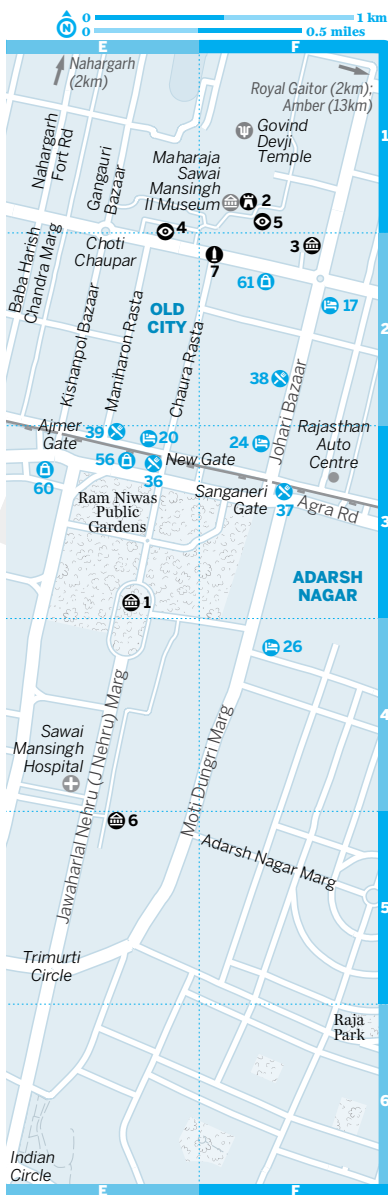 N
0 1 km
0 0.5 miles
E F
Nahargarh
(2km)
Royal Gaitor (2km);
Amber (13km)
1
Nahargarh
Fort Rd
Gangauri
Bazaar
Govind
Devji
Temple
Maharaja
Sawai
Mansingh
II Museum
2
5
4
3
7
Baba Harish
Chandra Marg
Choti
Chaupar
61
17
2
OLD
CITY
Kishanpol Bazaar
Maniharon Rasta
Chaura Rasta
38
Johari Bazaar
Ajmer
Gate
39
20
24
Rajasthan
Auto
Centre
56
36
New Gate
60
Ram Niwas
Public
Gardens
Sanganeri
Gate
37
Agra Rd
3
ADARSH
NAGAR
1
26
4
Sawai
Mansingh
Hospital
Jawaharlal Nehru (J Nehru) Marg
Moti Dungri Marg
6
Adarsh Nagar Marg
5
Trimurti
Circle
Raja
Park
6
Indian
Circle
E F